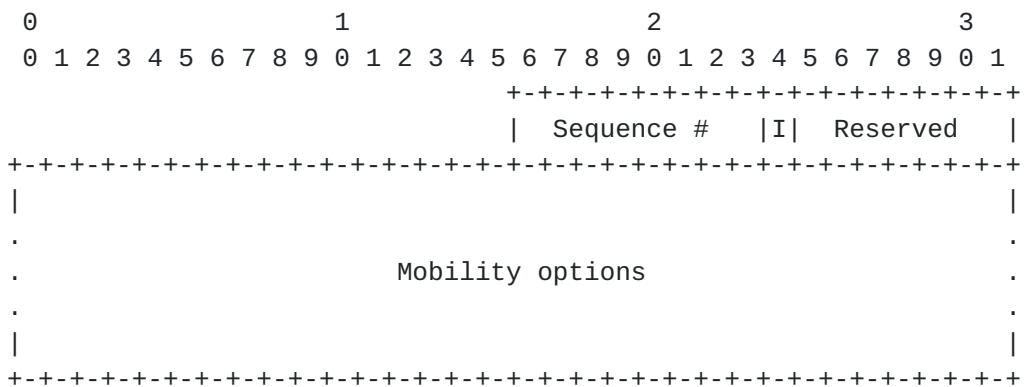 0                   1                   2                   3
 0 1 2 3 4 5 6 7 8 9 0 1 2 3 4 5 6 7 8 9 0 1 2 3 4 5 6 7 8 9 0 1
                                +-+-+-+-+-+-+-+-+-+-+-+-+-+-+-+-+
                                |  Sequence #   |I|  Reserved   |
+-+-+-+-+-+-+-+-+-+-+-+-+-+-+-+-+-+-+-+-+-+-+-+-+-+-+-+-+-+-+-+-+
|                                                               |
.                                                               .
.                        Mobility options                       .
.                                                               .
|                                                               |
+-+-+-+-+-+-+-+-+-+-+-+-+-+-+-+-+-+-+-+-+-+-+-+-+-+-+-+-+-+-+-+-+